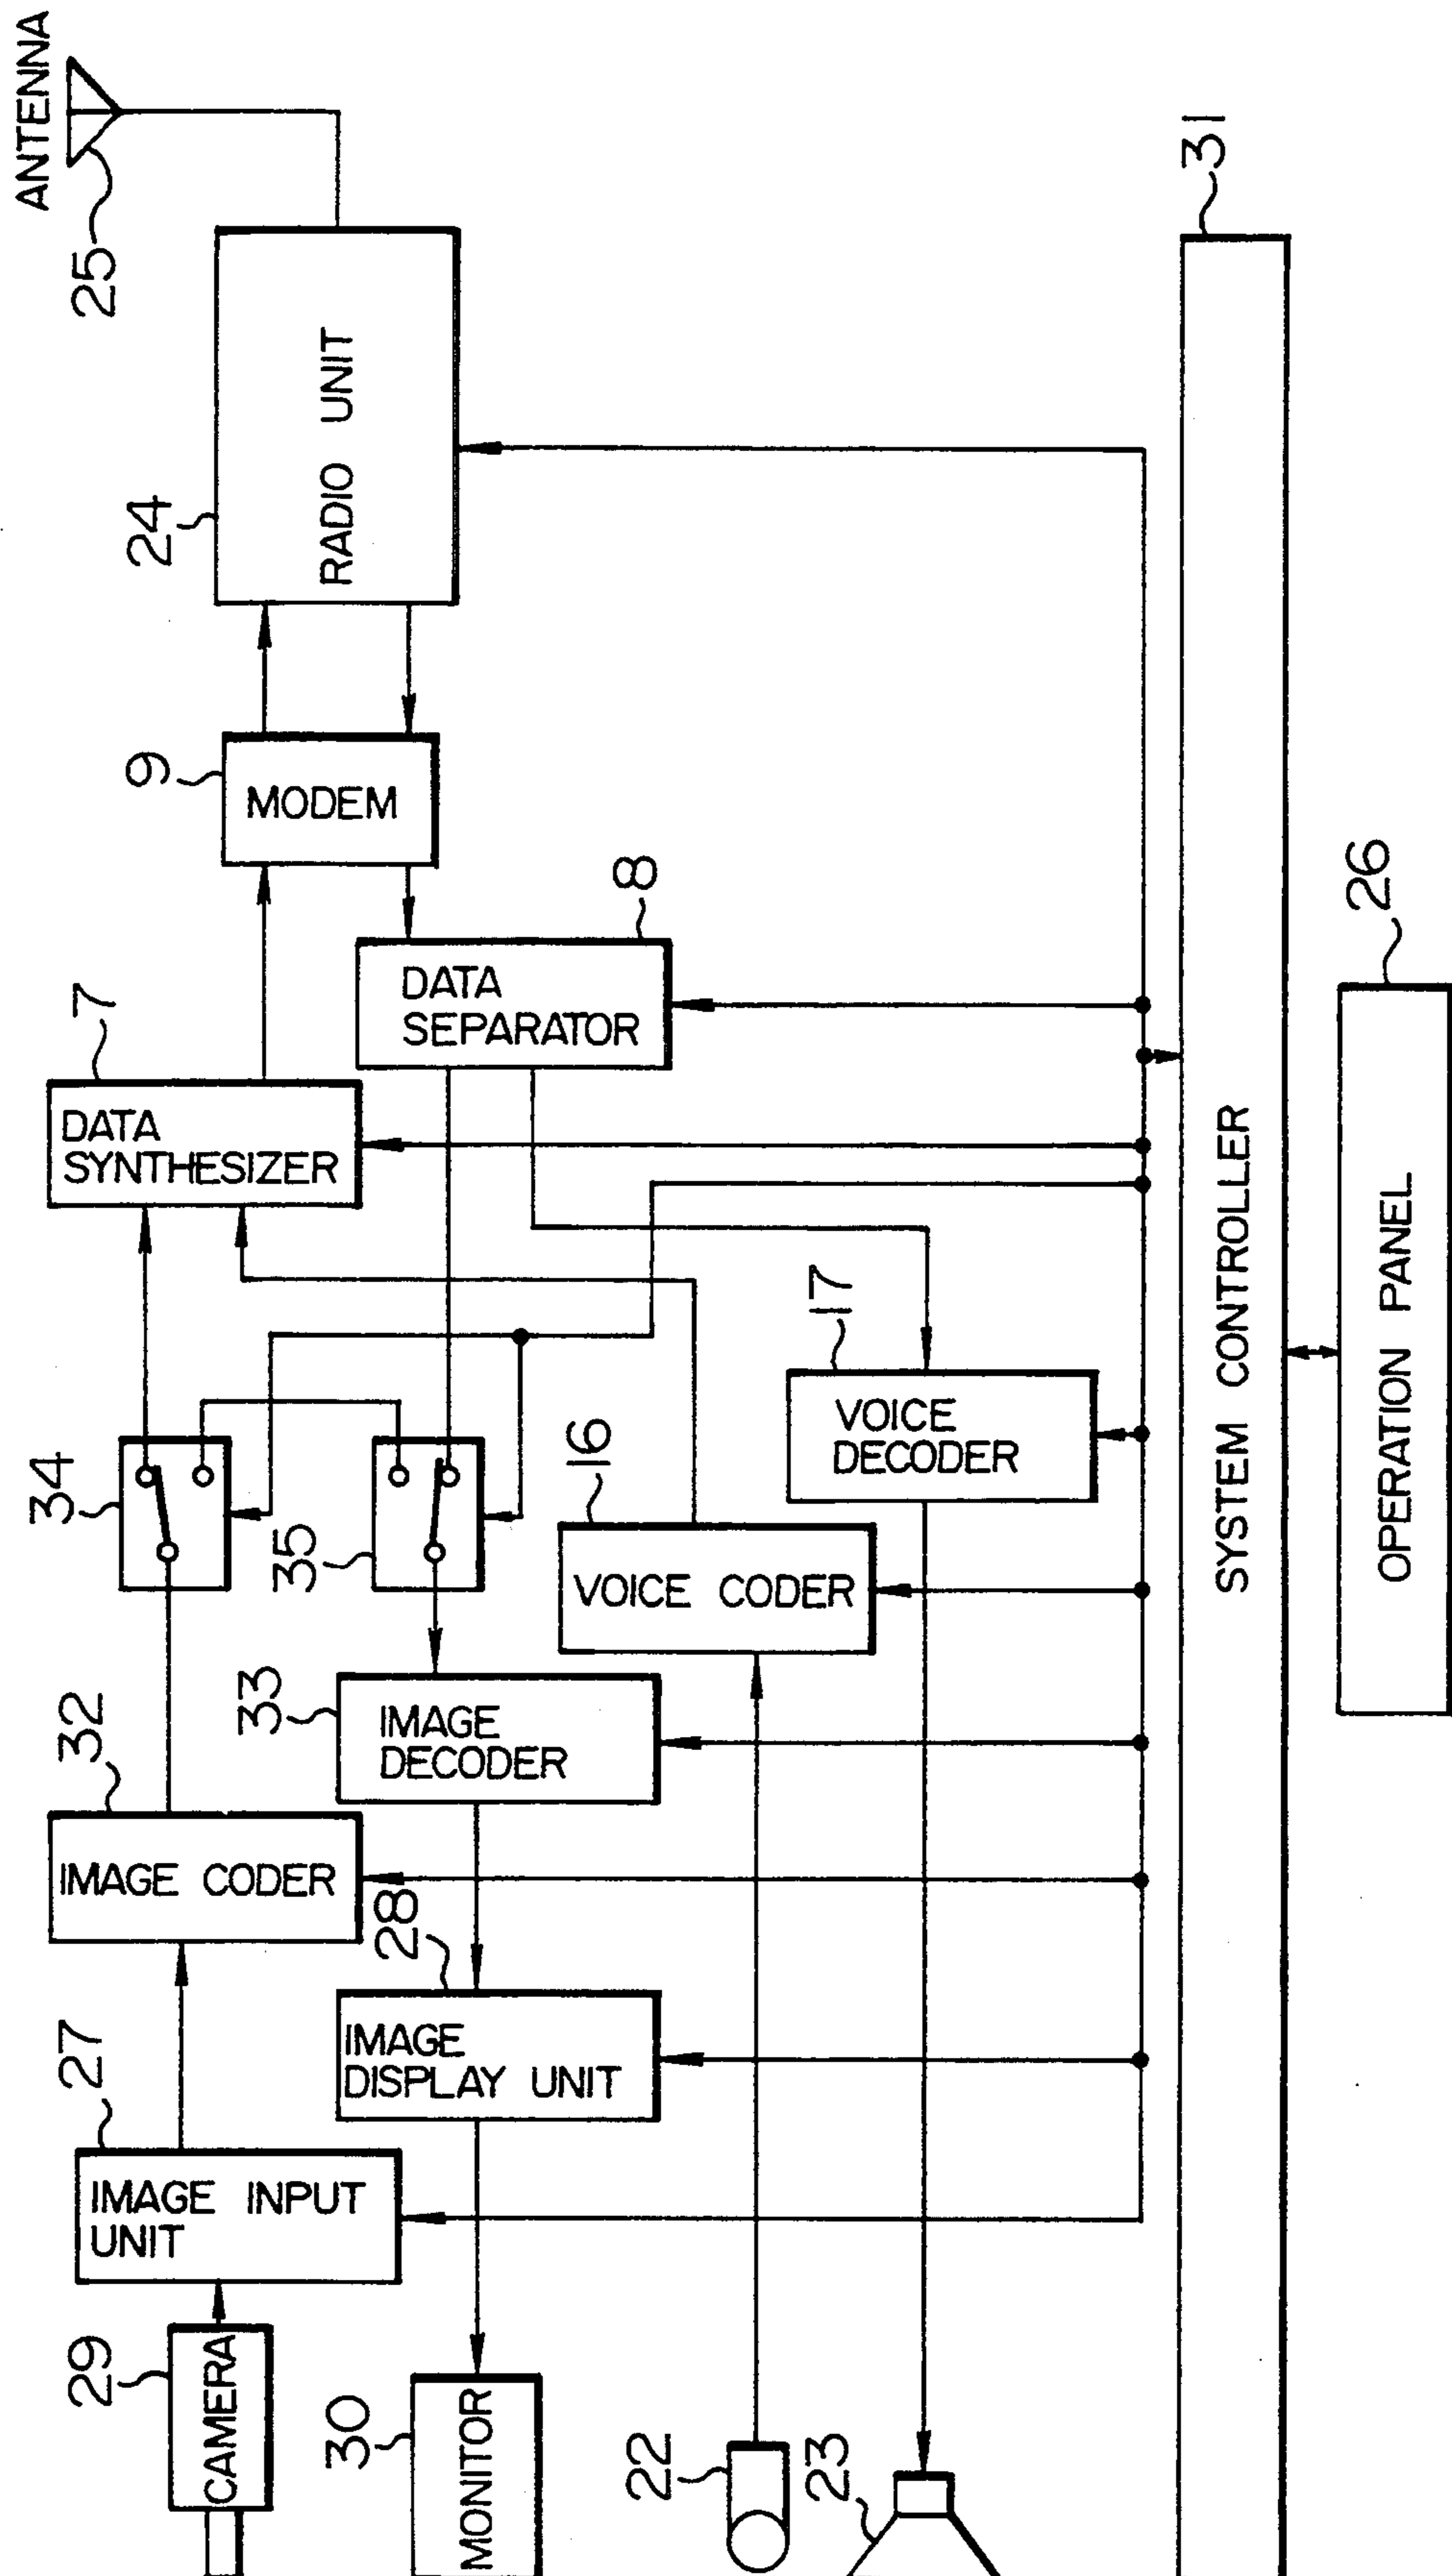 ANTENNA
25
24
RADIO UNIT
9
MODEM
8
DATA
SEPARATOR
7
DATA
SYNTHESIZER
34
35
16
VOICE CODER
17
VOICE
DECODER
32
IMAGE CODER
33
IMAGE
DECODER
28
IMAGE
DISPLAY UNIT
27
IMAGE INPUT
UNIT
29
CAMERA
30
MONITOR
22
23
31
SYSTEM CONTROLLER
26
OPERATION PANEL